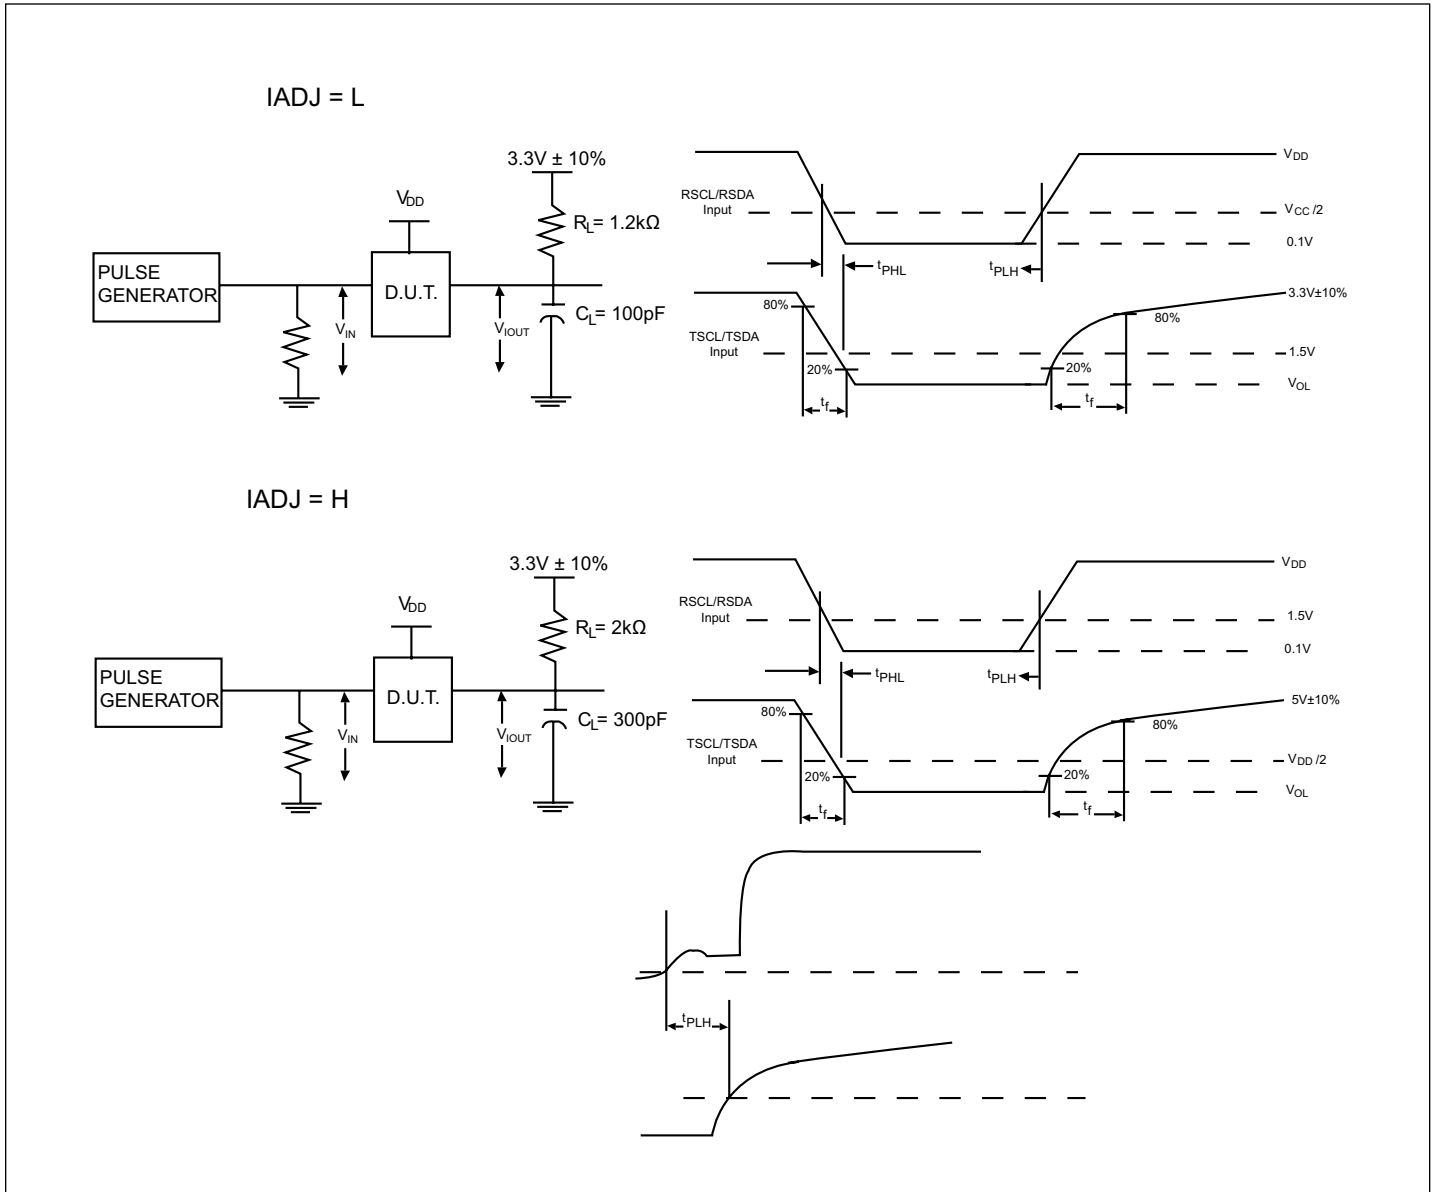 IADJ = L
3.3V ± 10%
VDD
RL= 1.2kΩ
PULSE
GENERATOR
D.U.T.
VIN
VIOUT
CL= 100pF
VDD
RSCL/RSDA
Input
VCC /2
0.1V
tPHL
tPLH
80%
3.3V±10%
80%
TSCL/TSDA
Input
1.5V
20%
20%
VOL
tf
tf
IADJ = H
3.3V ± 10%
VDD
RL= 2kΩ
PULSE
GENERATOR
D.U.T.
VIN
VIOUT
CL= 300pF
VDD
RSCL/RSDA
Input
1.5V
0.1V
tPHL
tPLH
80%
5V±10%
80%
TSCL/TSDA
Input
VDD /2
20%
20%
VOL
tf
tf
tPLH